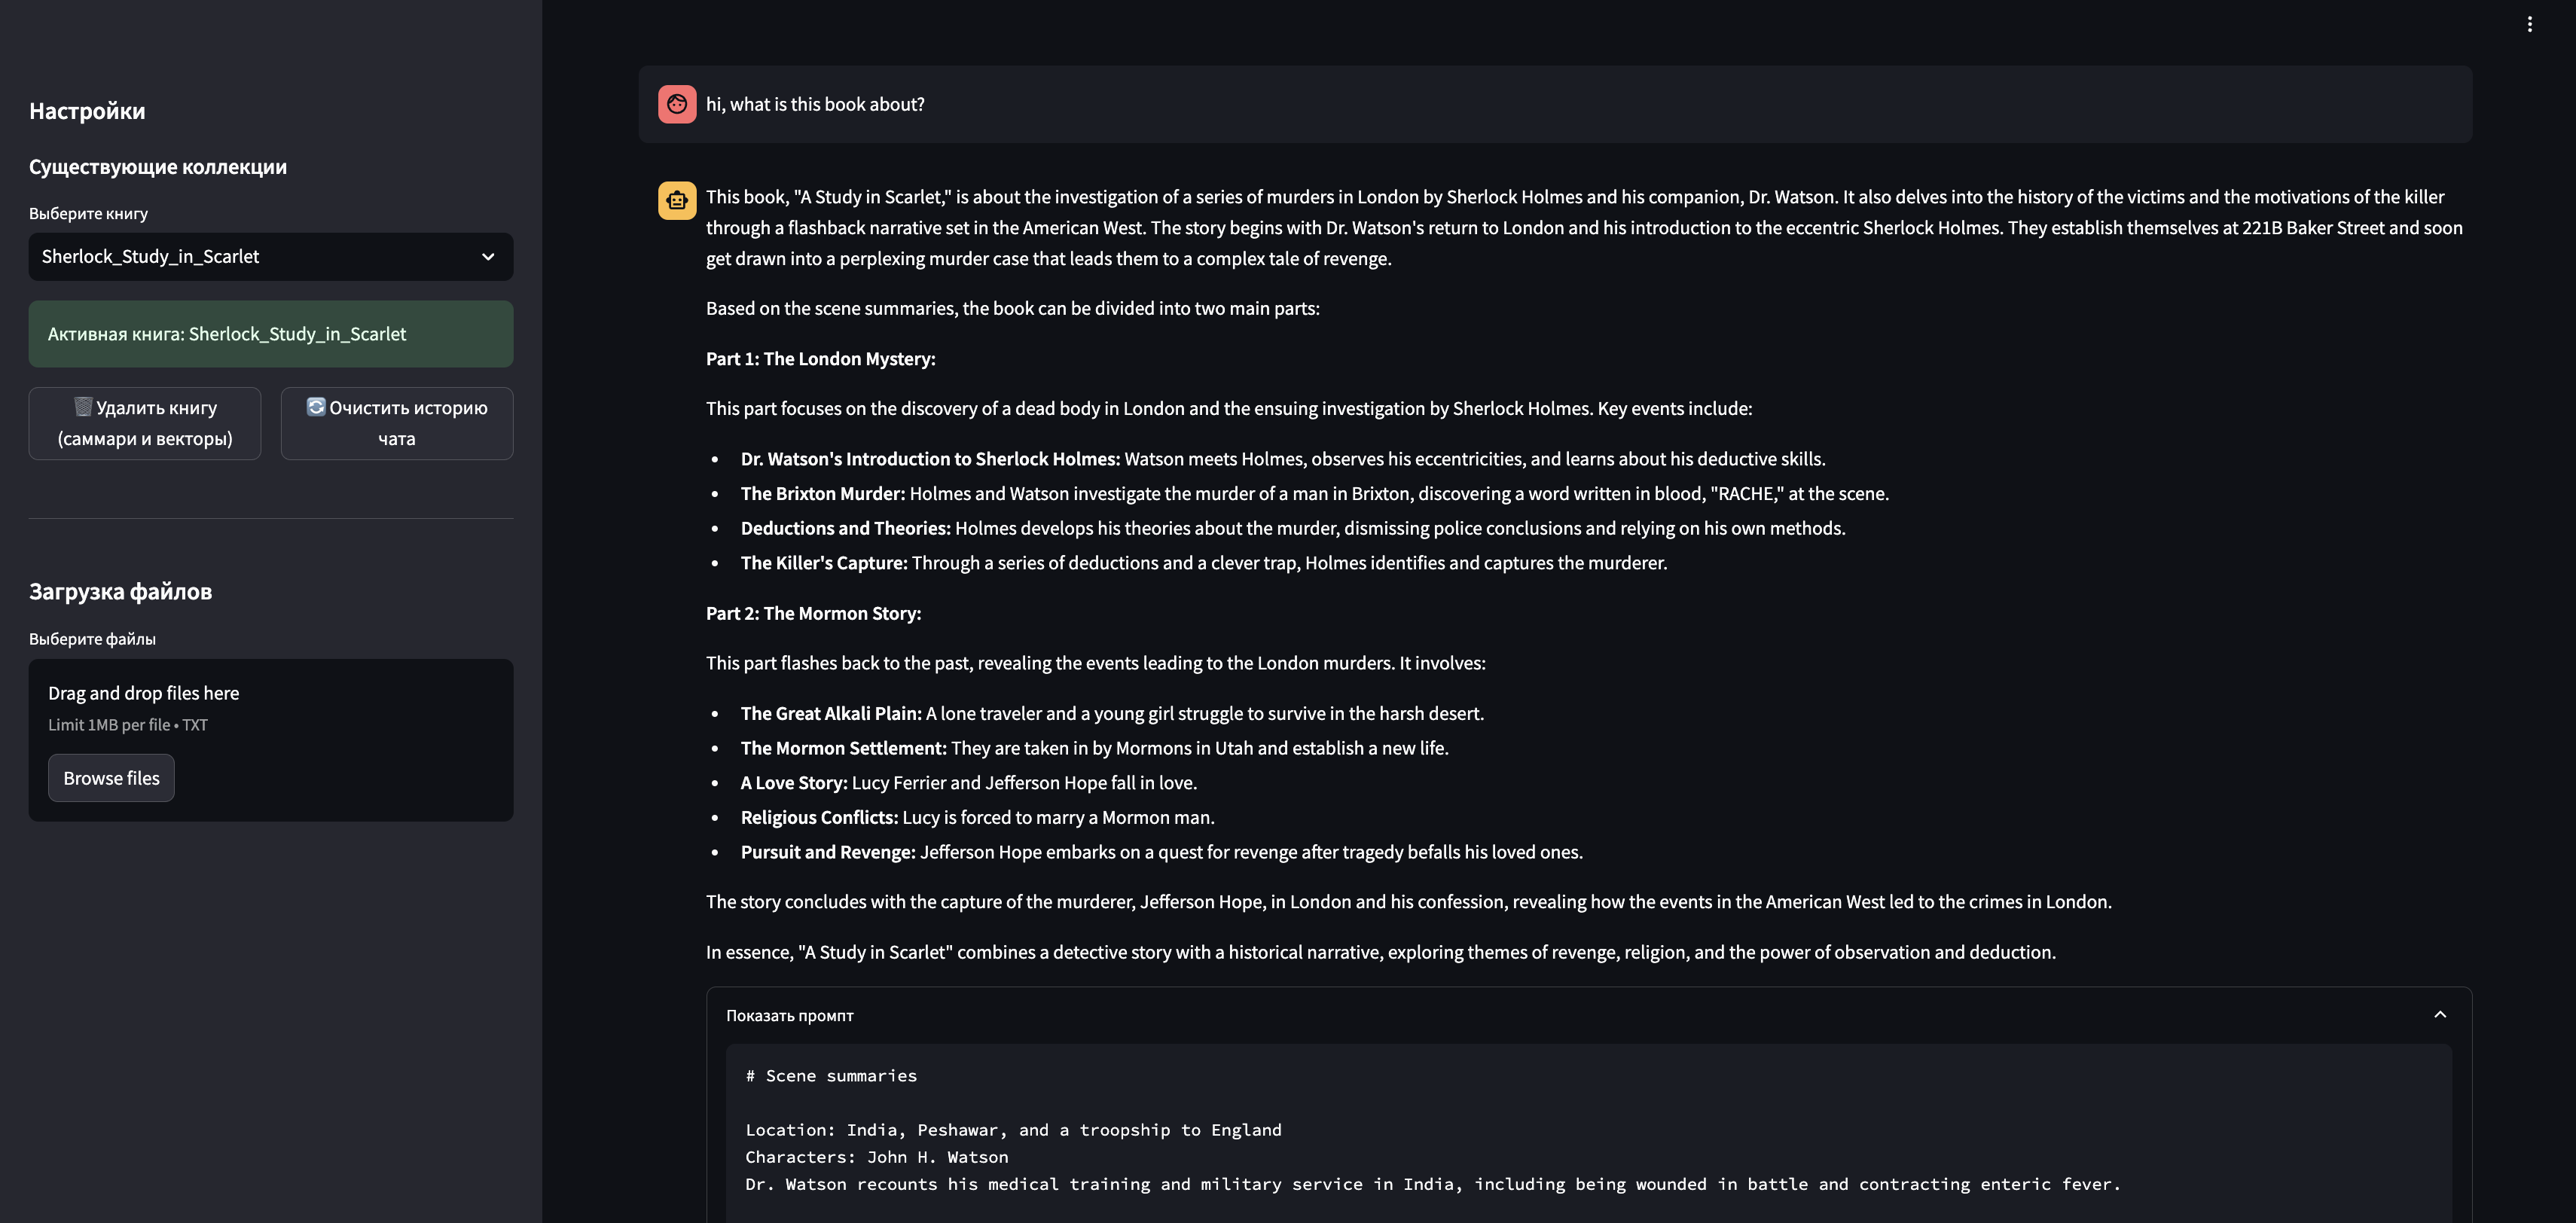 Настройки
Существующие коллекции
Выберите книгу
Sherlock_Study_in_Scarlet
Активная книга: Sherlock_Study_in_Scarlet
🗑️Удалить книгу
(саммари и векторы)
🔄Очистить историю
чата
Загрузка файлов
Выберите файлы
Drag and drop files here
Limit 1MB per file • TXT
Browse files
hi, what is this book about?
This book, "A Study in Scarlet," is about the investigation of a series of murders in London by Sherlock Holmes and his companion, Dr. Watson. It also delves into the history of the victims and the motivations of the killer
through a flashback narrative set in the American West. The story begins with Dr. Watson's return to London and his introduction to the eccentric Sherlock Holmes. They establish themselves at 221B Baker Street and soon
get drawn into a perplexing murder case that leads them to a complex tale of revenge.
Based on the scene summaries, the book can be divided into two main parts:
Part 1: The London Mystery:
This part focuses on the discovery of a dead body in London and the ensuing investigation by Sherlock Holmes. Key events include:
• Dr. Watson's Introduction to Sherlock Holmes: Watson meets Holmes, observes his eccentricities, and learns about his deductive skills.
• The Brixton Murder: Holmes and Watson investigate the murder of a man in Brixton, discovering a word written in blood, "RACHE," at the scene.
• Deductions and Theories: Holmes develops his theories about the murder, dismissing police conclusions and relying on his own methods.
• The Killer's Capture: Through a series of deductions and a clever trap, Holmes identifies and captures the murderer.
Part 2: The Mormon Story:
This part flashes back to the past, revealing the events leading to the London murders. It involves:
• The Great Alkali Plain: A lone traveler and a young girl struggle to survive in the harsh desert.
• The Mormon Settlement: They are taken in by Mormons in Utah and establish a new life.
• A Love Story: Lucy Ferrier and Jefferson Hope fall in love.
• Religious Conflicts: Lucy is forced to marry a Mormon man.
• Pursuit and Revenge: Jefferson Hope embarks on a quest for revenge after tragedy befalls his loved ones.
The story concludes with the capture of the murderer, Jefferson Hope, in London and his confession, revealing how the events in the American West led to the crimes in London.
In essence, "A Study in Scarlet" combines a detective story with a historical narrative, exploring themes of revenge, religion, and the power of observation and deduction.
Показать промпт
# Scene summaries
Location: India, Peshawar, and a troopship to England
Characters: John H. Watson
Dr. Watson recounts his medical training and military service in India, including being wounded in battle and contracting enteric fever.